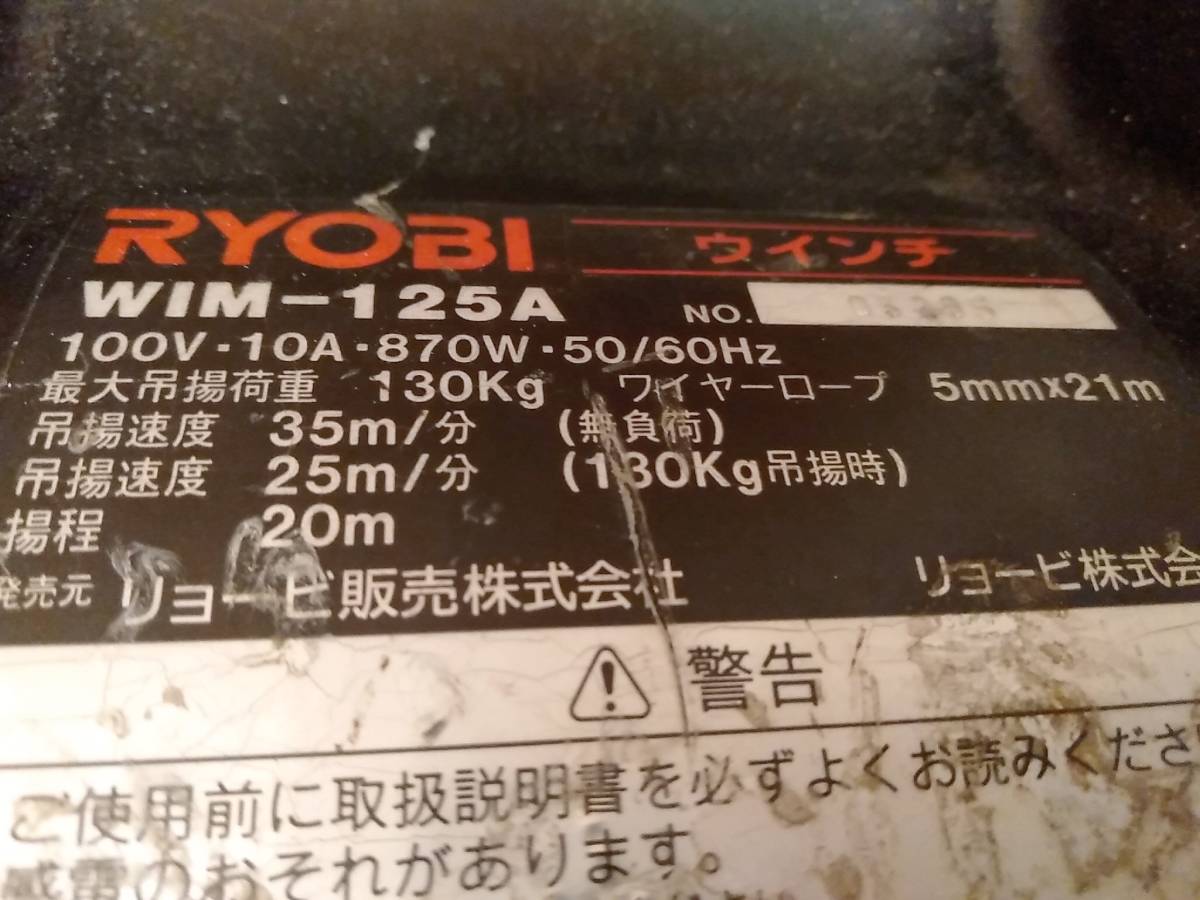 RYOBI ウインチ
WIM-125A NO.
100V・10A・870W・50/60Hz
最大吊揚荷重 130Kg ワイヤーロープ 5mm×21m
吊揚速度 35m/分 (無負荷)
吊揚速度 25m/分 (130Kg吊揚時)
揚程 20m
発売元 リョービ販売株式会社 リョービ株式会
⚠ 警告
ご使用前に取扱説明書を必ずよくお読みくださ
感電のおそれがあります。